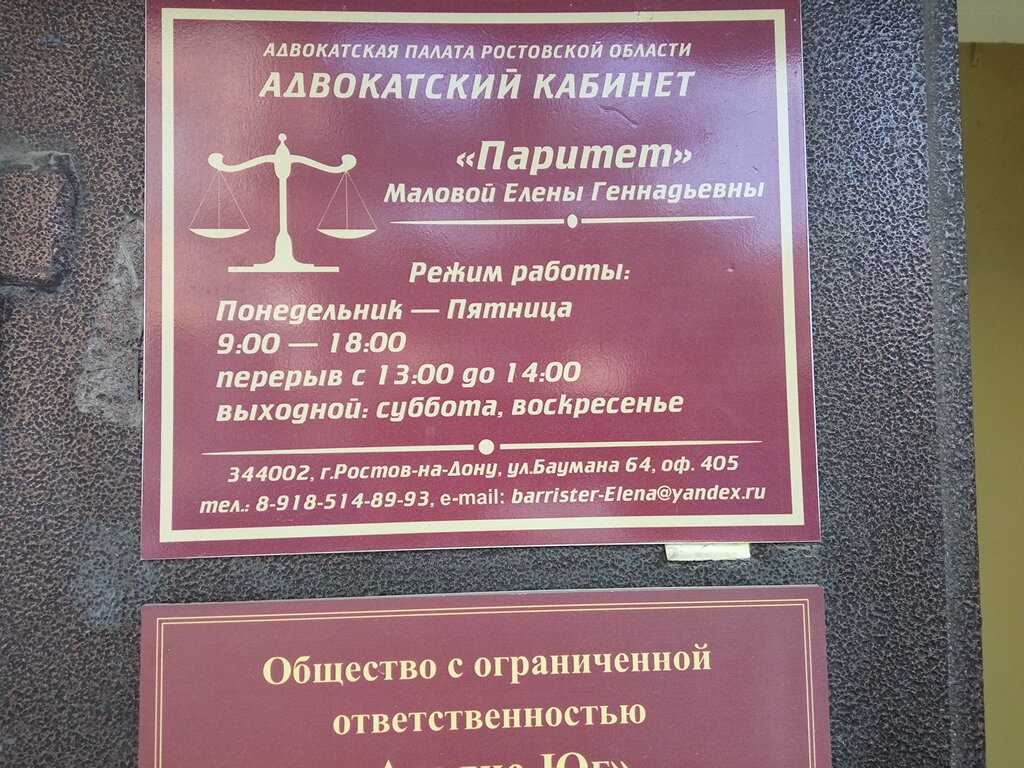 АДВОКАТСКАЯ ПАЛАТА РОСТОВСКОЙ ОБЛАСТИ
АДВОКАТСКИЙ КАБИНЕТ
«Паритет»
Маловой Елены Геннадьевны
Режим работы:
Понедельник — Пятница
9:00 — 18:00
перерыв с 13:00 до 14:00
выходной: суббота, воскресенье
344002, г.Ростов-на-Дону, ул.Баумана 64, оф. 405
тел.: 8-918-514-89-93, e-mail: barrister-Elena@yandex.ru
Общество с ограниченной
ответственностью
Юг»